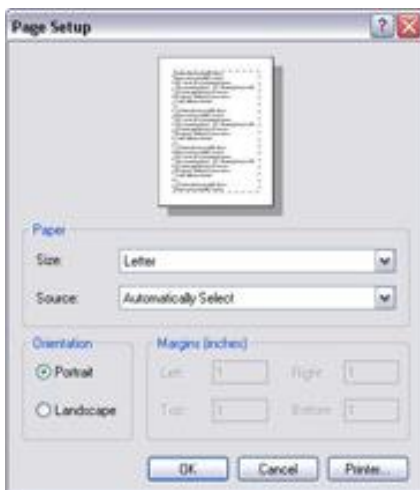 Page Setup
Paper
Size: Letter
Source: Automatically Select
Orientation
Margins (inches)
Portrait
Left: 1 Right: 1
Landscape
Top: 1 Bottom: 1
OK Cancel Printer...